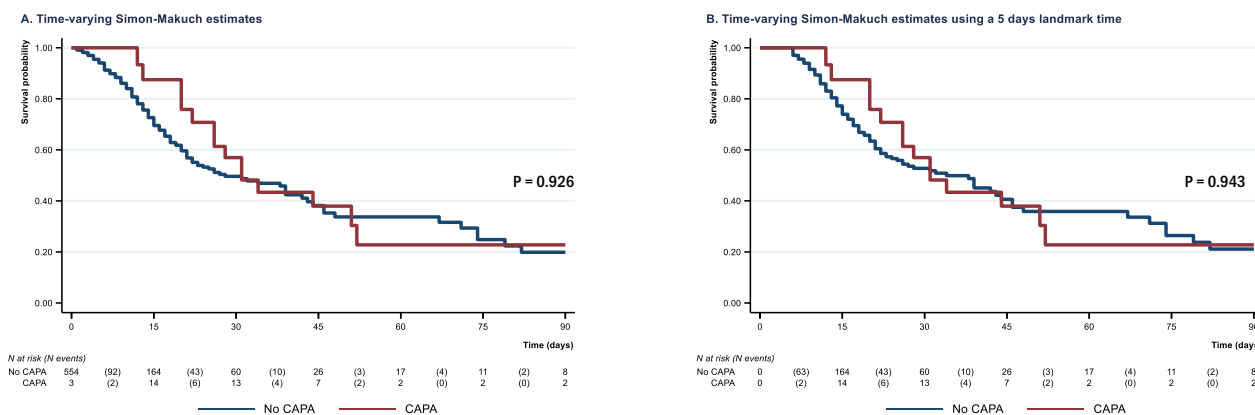 A. Time-varying Simon-Makuch estimates
Survival probability
1.00
0.80
0.60
0.40
0.20
0.00
P = 0.926
0 15 30 45 60 75 90
Time (days)
N at risk (N events)
No CAPA 554 (92) 164 (43) 60 (10) 26 (3) 17 (4) 11 (2) 8
CAPA 3 (2) 14 (6) 13 (4) 7 (2) 2 (0) 2 (0) 2
No CAPA CAPA
B. Time-varying Simon-Makuch estimates using a 5 days landmark time
Survival probability
1.00
0.80
0.60
0.40
0.20
0.00
P = 0.943
0 15 30 45 60 75 90
Time (days)
N at risk (N events)
No CAPA 0 (63) 164 (43) 60 (10) 26 (3) 17 (4) 11 (2) 8
CAPA 0 (2) 14 (6) 13 (4) 7 (2) 2 (0) 2 (0) 2
No CAPA CAPA